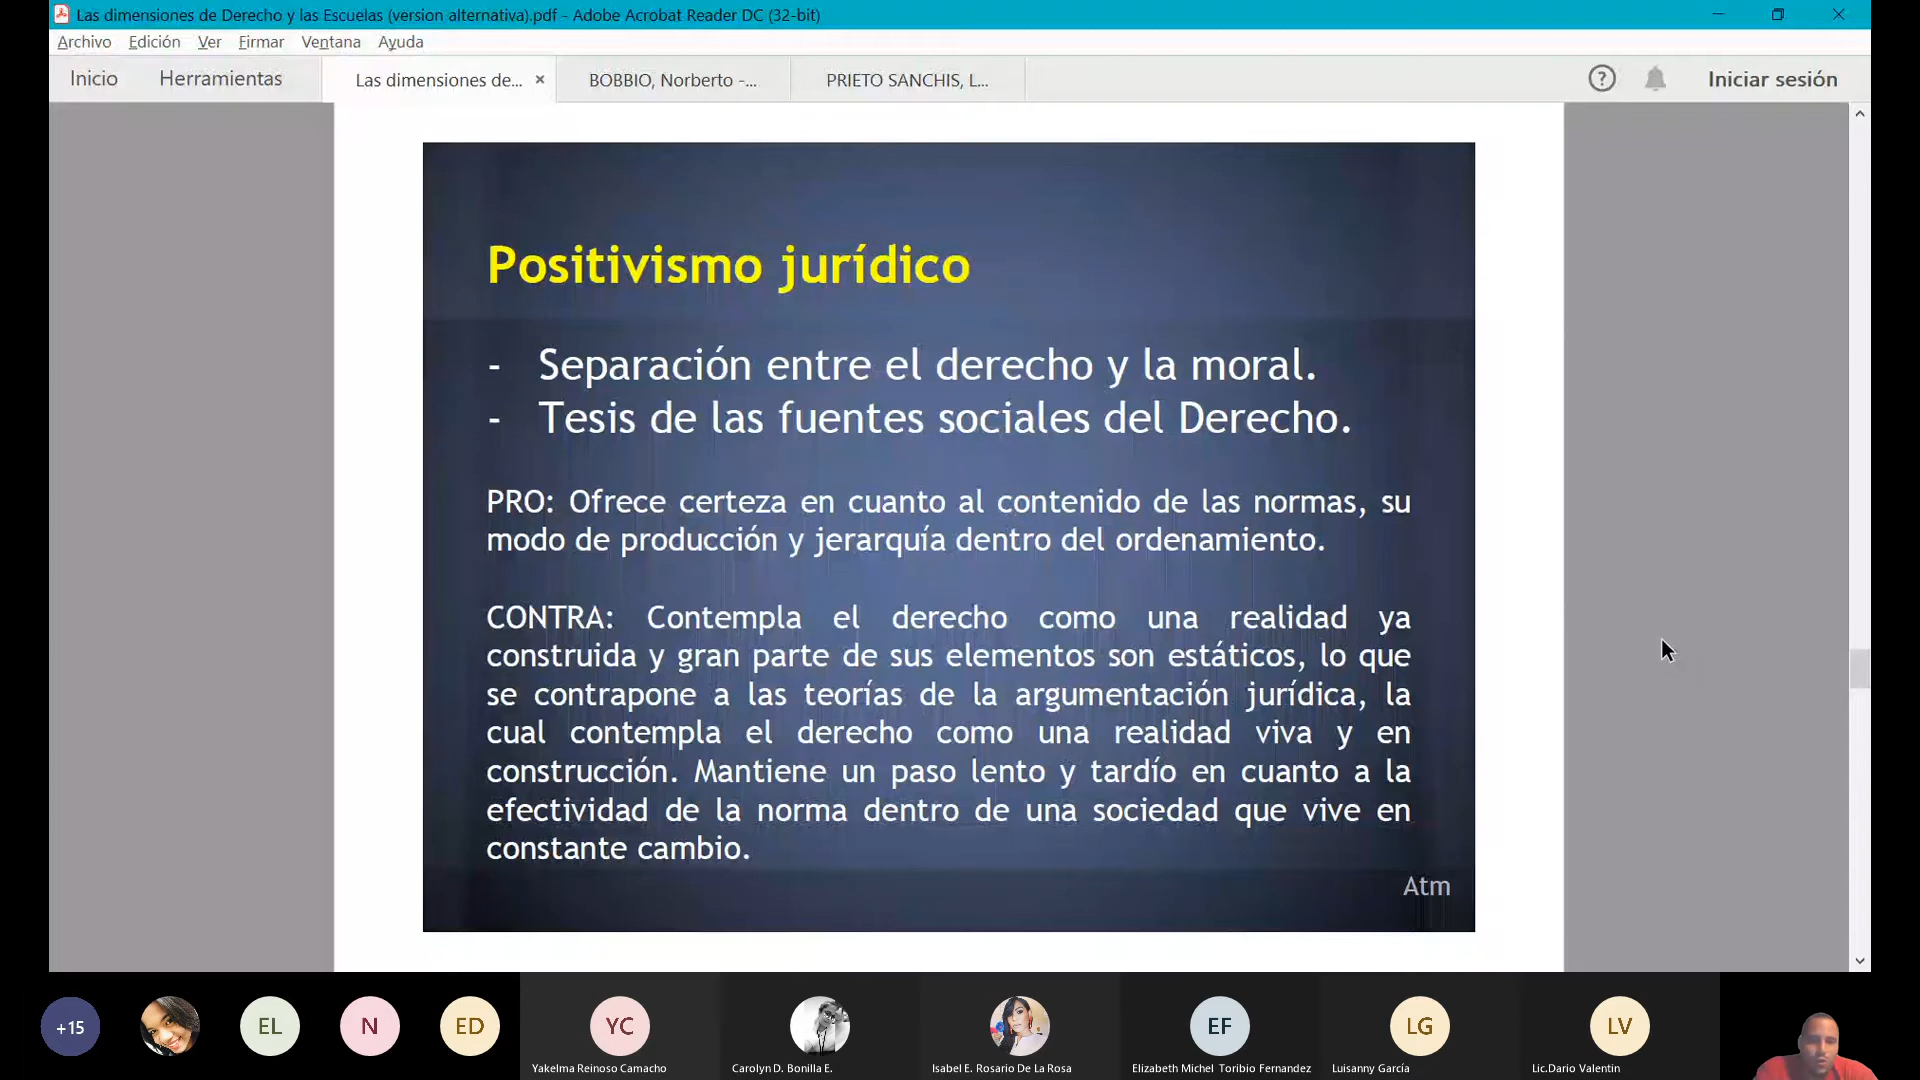 Las dimensiones de Derecho y las Escuelas (version alternativa).pdf - Adobe Acrobat Reader DC (32-bit)
Archivo Edición Ver Firmar Ventana Ayuda
Inicio Herramientas Las dimensiones de... × BOBBIO, Norberto -... PRIETO SANCHIS, L... ? Iniciar sesión
Positivismo jurídico
- Separación entre el derecho y la moral.
- Tesis de las fuentes sociales del Derecho.
PRO: Ofrece certeza en cuanto al contenido de las normas, su
modo de producción y jerarquía dentro del ordenamiento.
CONTRA: Contempla el derecho como una realidad ya
construida y gran parte de sus elementos son estáticos, lo que
se contrapone a las teorías de la argumentación jurídica, la
cual contempla el derecho como una realidad viva y en
construcción. Mantiene un paso lento y tardío en cuanto a la
efectividad de la norma dentro de una sociedad que vive en
constante cambio.
Atm
+15 EL N ED YC EF LG LV
Yakelma Reinoso Camacho Carolyn D. Bonilla E. Isabel E. Rosario De La Rosa Elizabeth Michel Toribio Fernandez Luisanny García Lic.Dario Valentin